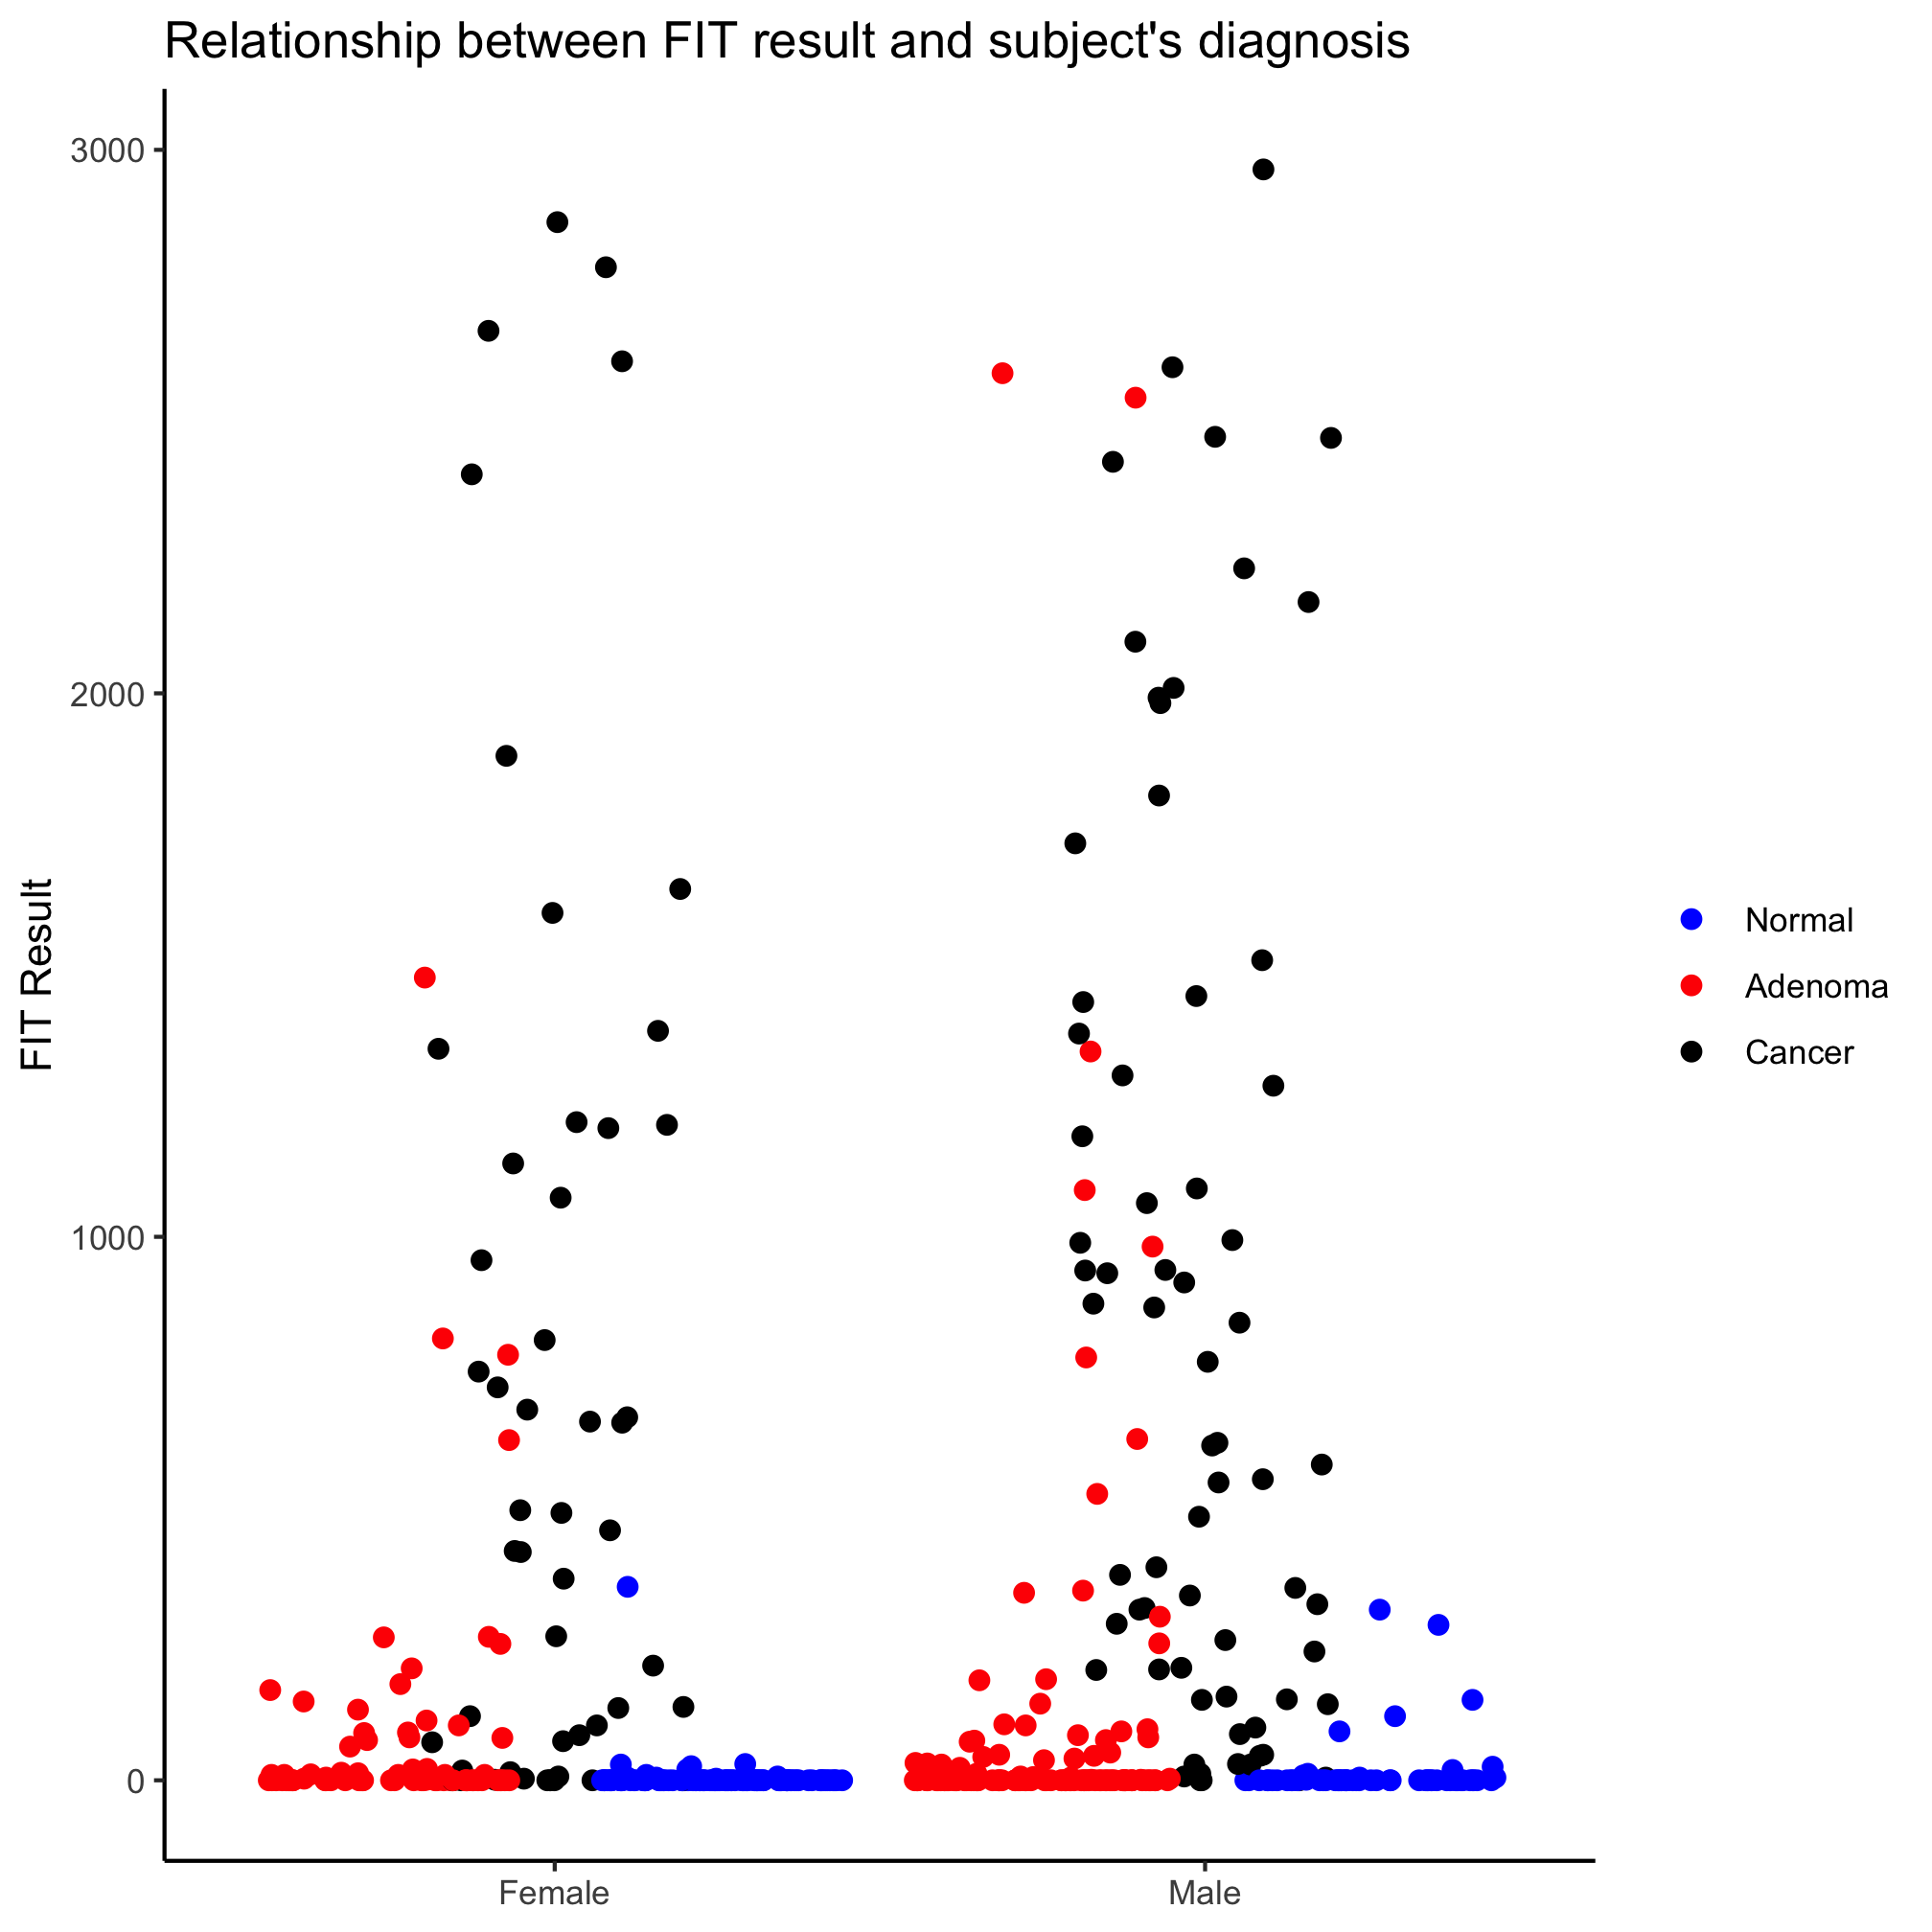 Relationship between FIT result and subject's diagnosis
3000
2000
1000
0
FIT Result
Female
Male
Normal
Adenoma
Cancer